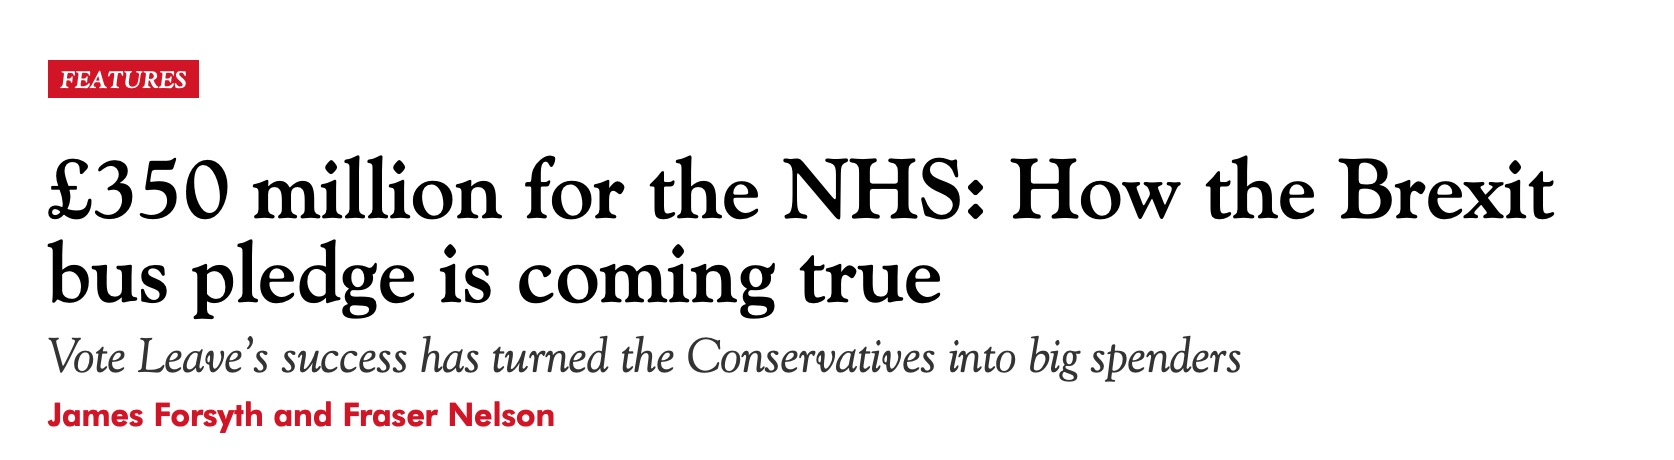 FEATURES
£350 million for the NHS: How the Brexit
bus pledge is coming true
Vote Leave’s success has turned the Conservatives into big spenders
James Forsyth and Fraser Nelson